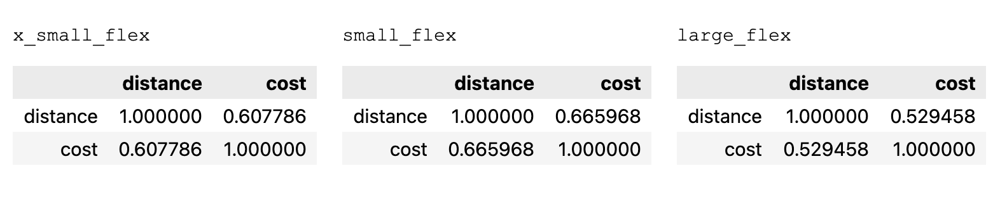 x_small_flex
distance cost
distance 1.000000 0.607786
cost 0.607786 1.000000
small_flex
distance cost
distance 1.000000 0.665968
cost 0.665968 1.000000
large_flex
distance cost
distance 1.000000 0.529458
cost 0.529458 1.000000